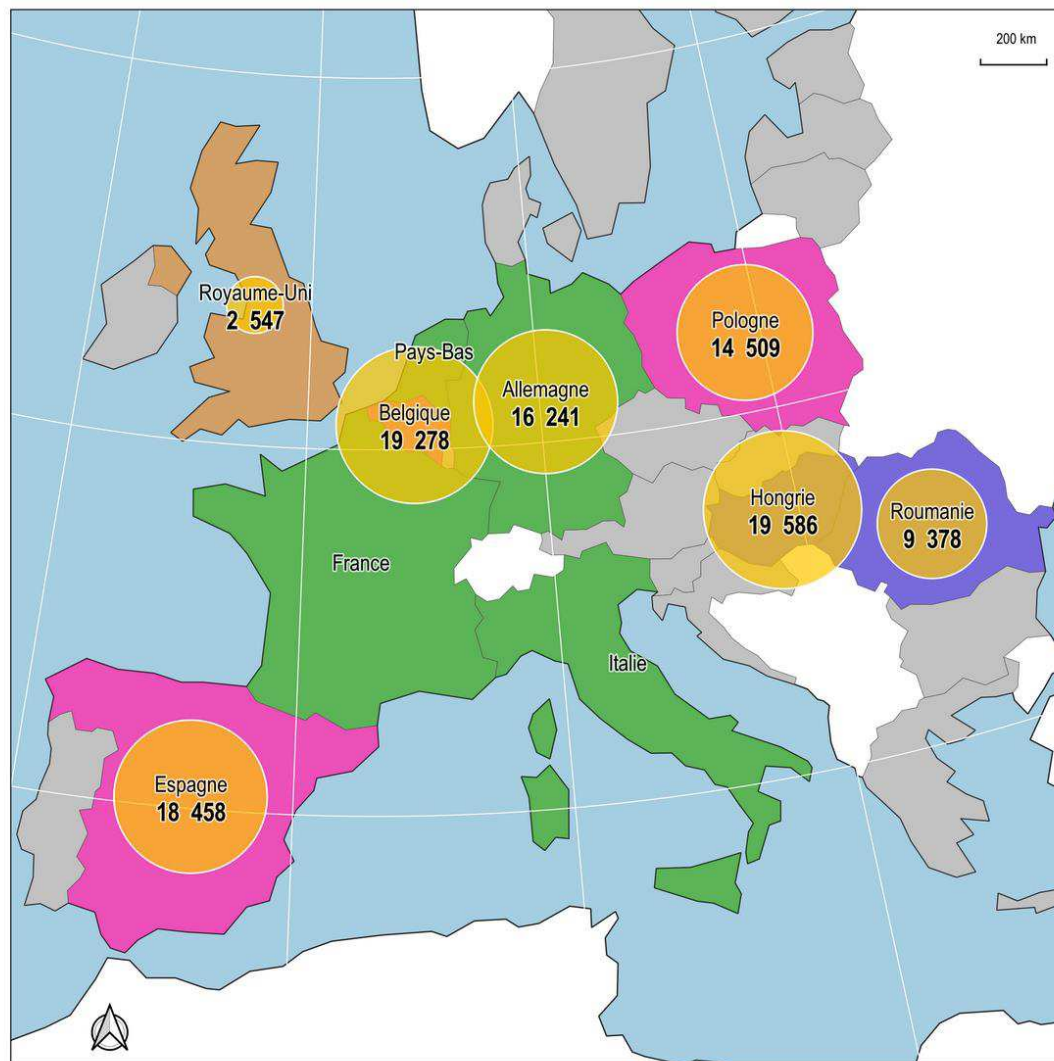 200 km
Royaume-Uni
2 547
Pologne
14 509
Pays-Bas
Allemagne
16 241
Belgique
19 278
Hongrie
19 586
Roumanie
9 378
France
Italie
Espagne
18 458